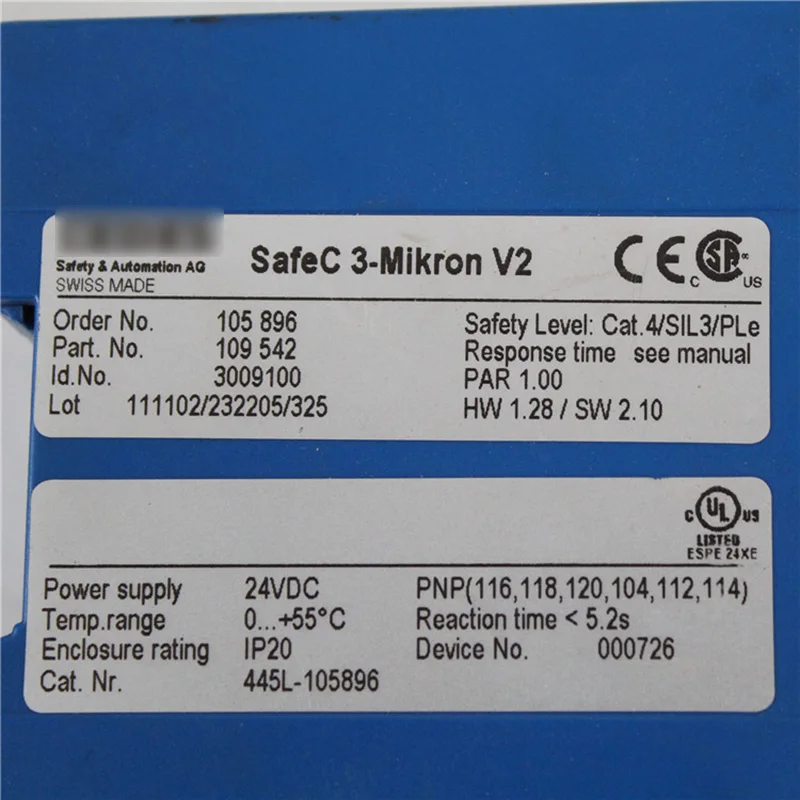 Safety & Automation AG
SWISS MADE
SafeC 3-Mikron V2
CE C SA® C US
Order No. 105 896
Part. No. 109 542
Id.No. 3009100
Lot 111102/232205/325
Safety Level: Cat.4/SIL3/PLe
Response time see manual
PAR 1.00
HW 1.28 / SW 2.10
C UL US
LISTED
ESPE 24XE
Power supply 24VDC
Temp.range 0...+55°C
Enclosure rating IP20
Cat. Nr. 445L-105896
PNP(116,118,120,104,112,114)
Reaction time < 5.2s
Device No. 000726